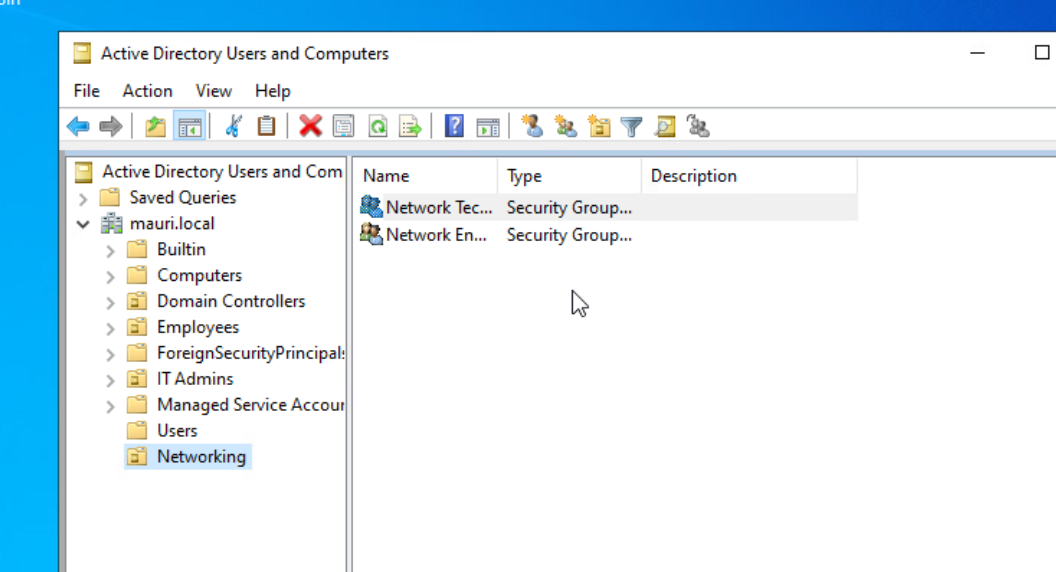 Active Directory Users and Computers
File Action View Help
Active Directory Users and Com
Name Type Description
Saved Queries
Network Tec... Security Group...
mauri.local
Network En... Security Group...
Builtin
Computers
Domain Controllers
Employees
ForeignSecurityPrincipals
IT Admins
Managed Service Accour
Users
Networking